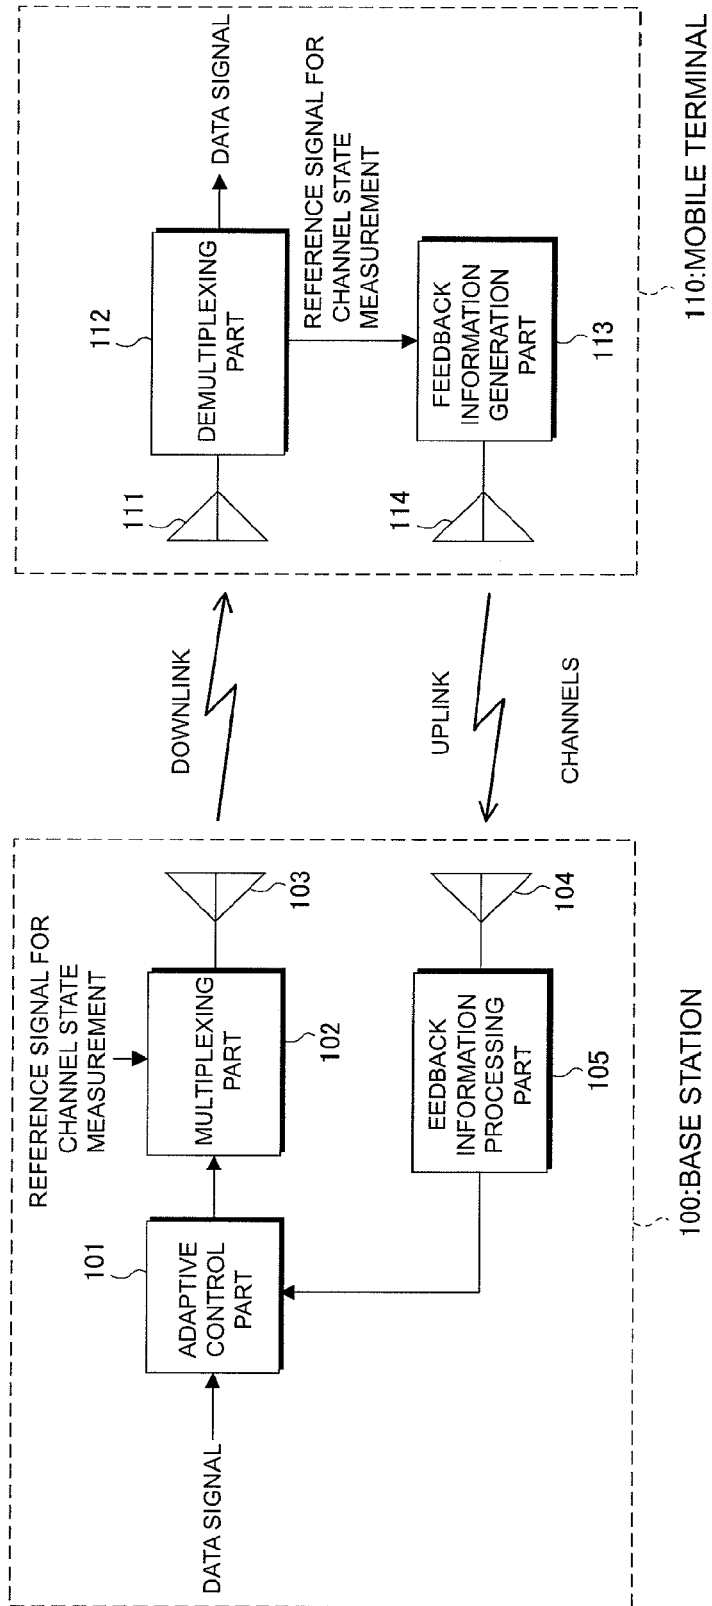 REFERENCE SIGNAL FOR
CHANNEL STATE
MEASUREMENT
101
ADAPTIVE
CONTROL
PART
DATA SIGNAL
MULTIPLEXING
PART
102
103
EEDBACK
INFORMATION
PROCESSING
PART
105
104
100:BASE STATION
DOWNLINK
UPLINK
CHANNELS
111
112
DEMULTIPLEXING
PART
DATA SIGNAL
REFERENCE SIGNAL FOR
CHANNEL STATE
MEASUREMENT
114
FEEDBACK
INFORMATION
GENERATION
PART
113
110:MOBILE TERMINAL